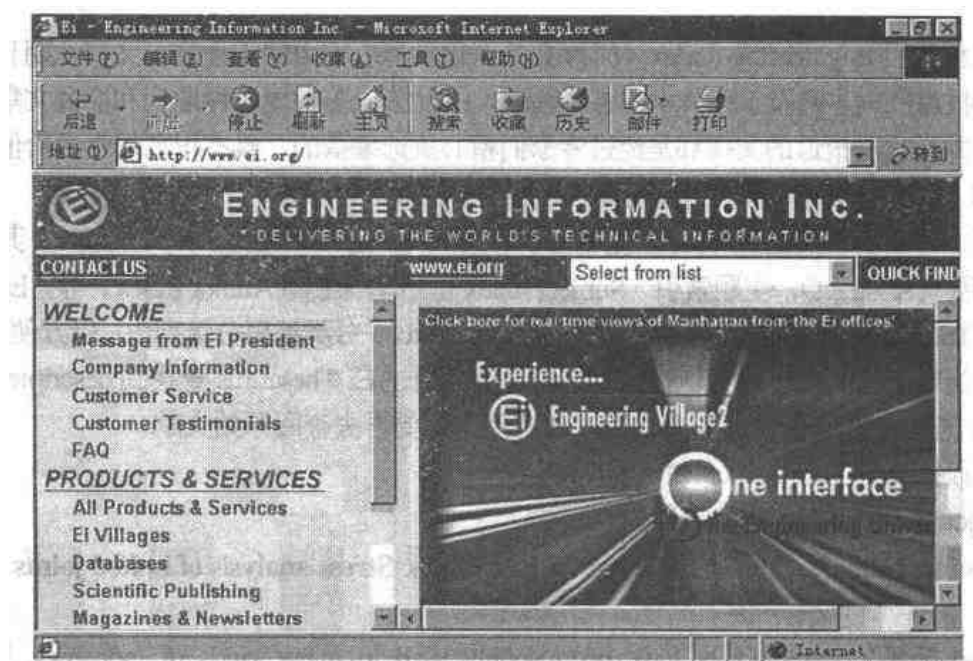 Ei - Engineering Information Inc. - Microsoft Internet Explorer
文件(F) 编辑(E) 查看(V) 收藏(A) 工具(T) 帮助(H)
后退 前进 停止 刷新 主页 搜索 收藏 历史 邮件 打印
地址(D) http://www.ei.org/ 转到
Ei ENGINEERING INFORMATION INC.
DELIVERING THE WORLD'S TECHNICAL INFORMATION
CONTACT US www.ei.org Select from list QUICK FIND
WELCOME
Message from Ei President
Company Information
Customer Service
Customer Testimonials
FAQ
PRODUCTS & SERVICES
All Products & Services
Ei Villages
Databases
Scientific Publishing
Magazines & Newsletters
Click here for real-time views of Manhattan from the Ei offices!
Experience...
Ei Engineering Village2
One interface
Internet